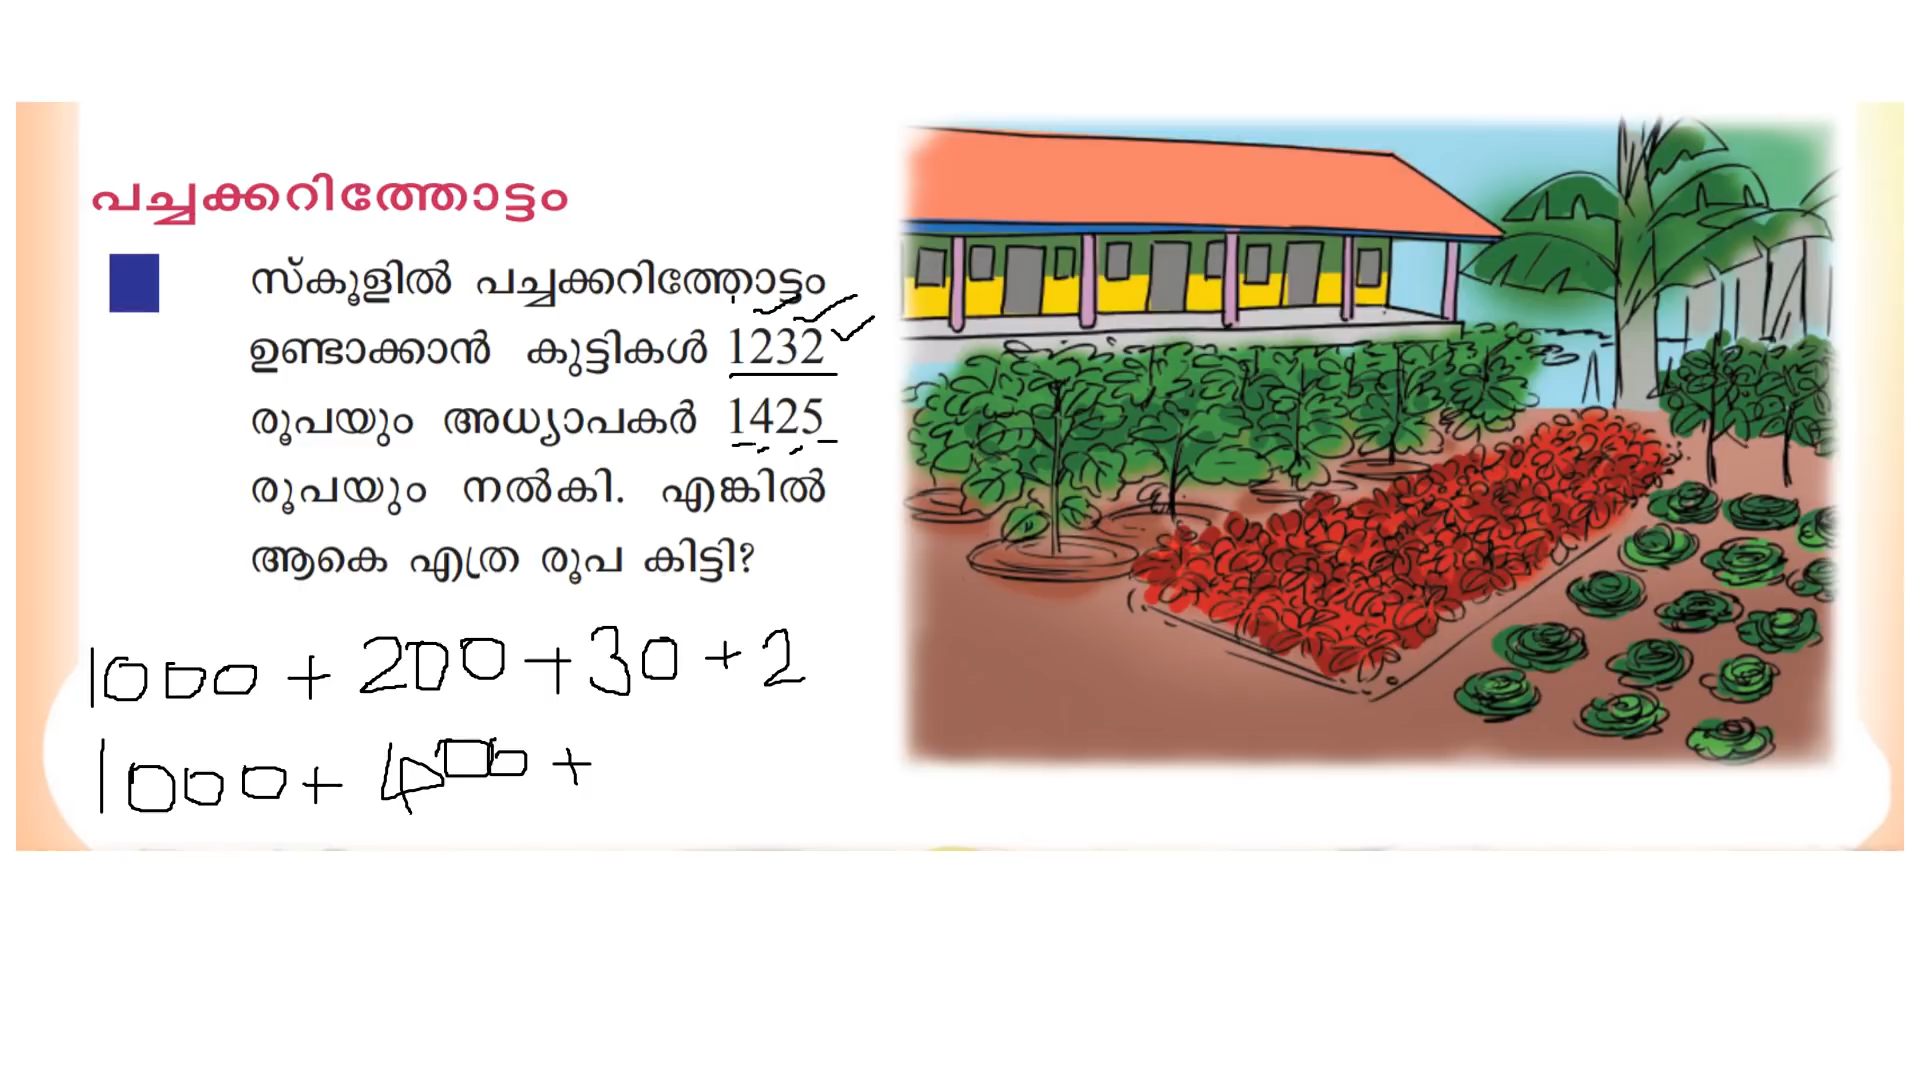 പച്ചക്കറിത്തോട്ടം
സ്കൂളിൽ പച്ചക്കറിത്തോട്ടം
ഉണ്ടാക്കാൻ കുട്ടികൾ 1232
രൂപയും അധ്യാപകർ 1425
രൂപയും നൽകി. എങ്കിൽ
ആകെ എത്ര രൂപ കിട്ടി?
1000 + 200 + 30 + 2
1000 + 400 +